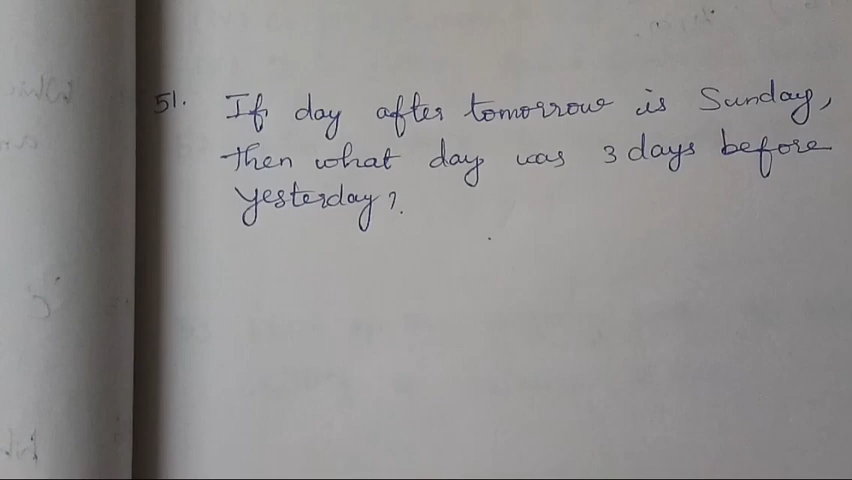 51. If day after tomorrow is Sunday,
then what day was 3 days before
yesterday?